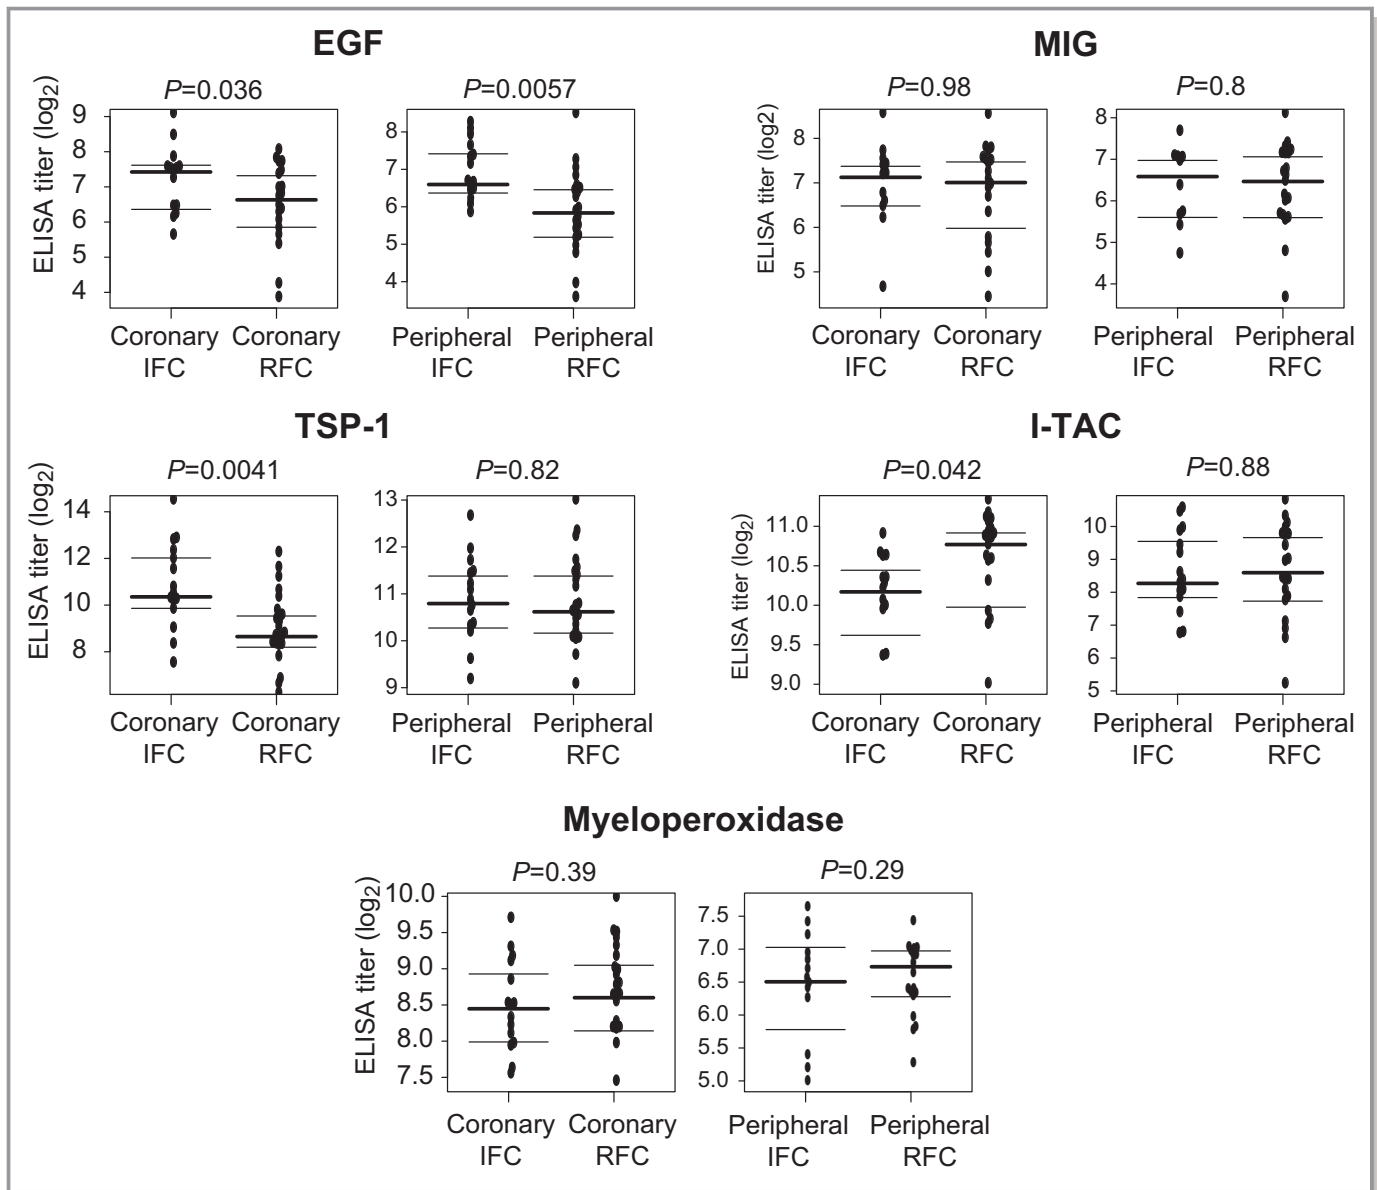 EGF
P=0.036
P=0.0057
ELISA titer (log2)
9
8
7
6
5
4
8
7
6
5
4
Coronary IFC
Coronary RFC
Peripheral IFC
Peripheral RFC
MIG
P=0.98
P=0.8
ELISA titer (log2)
8
7
6
5
8
7
6
5
4
Coronary IFC
Coronary RFC
Peripheral IFC
Peripheral RFC
TSP-1
P=0.0041
P=0.82
ELISA titer (log2)
14
12
10
8
13
12
11
10
9
Coronary IFC
Coronary RFC
Peripheral IFC
Peripheral RFC
I-TAC
P=0.042
P=0.88
ELISA titer (log2)
11.0
10.5
10.0
9.5
9.0
10
9
8
7
6
5
Coronary IFC
Coronary RFC
Peripheral IFC
Peripheral RFC
Myeloperoxidase
P=0.39
P=0.29
ELISA titer (log2)
10.0
9.5
9.0
8.5
8.0
7.5
7.5
7.0
6.5
6.0
5.5
5.0
Coronary IFC
Coronary RFC
Peripheral IFC
Peripheral RFC